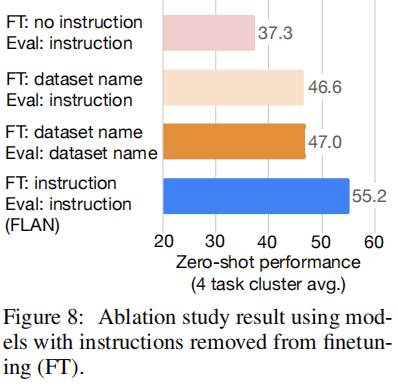 FT: no instruction
Eval: instruction
37.3
FT: dataset name
Eval: instruction
46.6
FT: dataset name
Eval: dataset name
47.0
FT: instruction
Eval: instruction
(FLAN)
55.2
20 30 40 50 60
Zero-shot performance
(4 task cluster avg.)
Figure 8: Ablation study result using mod-
els with instructions removed from finetun-
ing (FT).